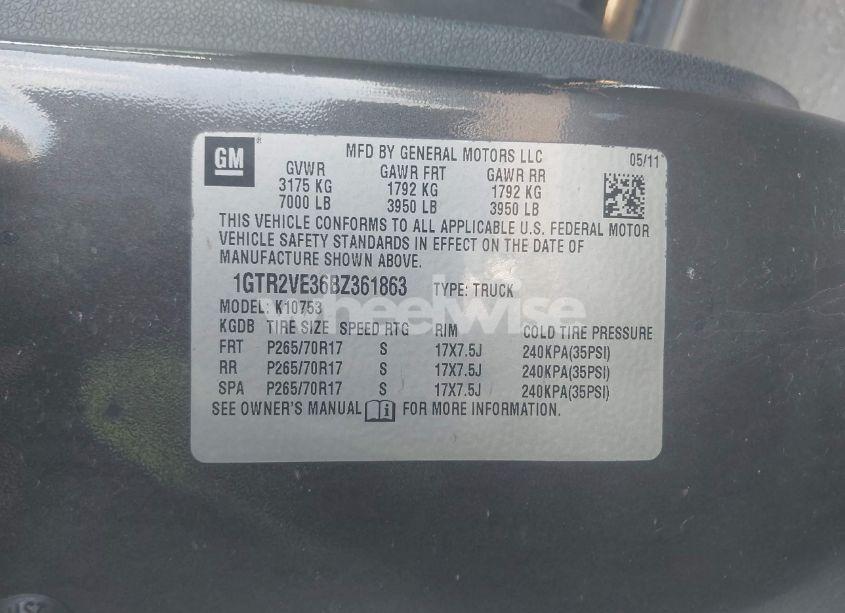 GM
MFD BY GENERAL MOTORS LLC 05/11
GVWR GAWR FRT GAWR RR
3175 KG 1792 KG 1792 KG
7000 LB 3950 LB 3950 LB
THIS VEHICLE CONFORMS TO ALL APPLICABLE U.S. FEDERAL MOTOR
VEHICLE SAFETY STANDARDS IN EFFECT ON THE DATE OF
MANUFACTURE SHOWN ABOVE.
1GTR2VE36BZ361863 TYPE: TRUCK
MODEL: K10753
wheelwise
KGDB TIRE SIZE SPEED RTG RIM COLD TIRE PRESSURE
FRT P265/70R17 S 17X7.5J 240KPA(35PSI)
RR P265/70R17 S 17X7.5J 240KPA(35PSI)
SPA P265/70R17 S 17X7.5J 240KPA(35PSI)
SEE OWNER'S MANUAL FOR MORE INFORMATION.